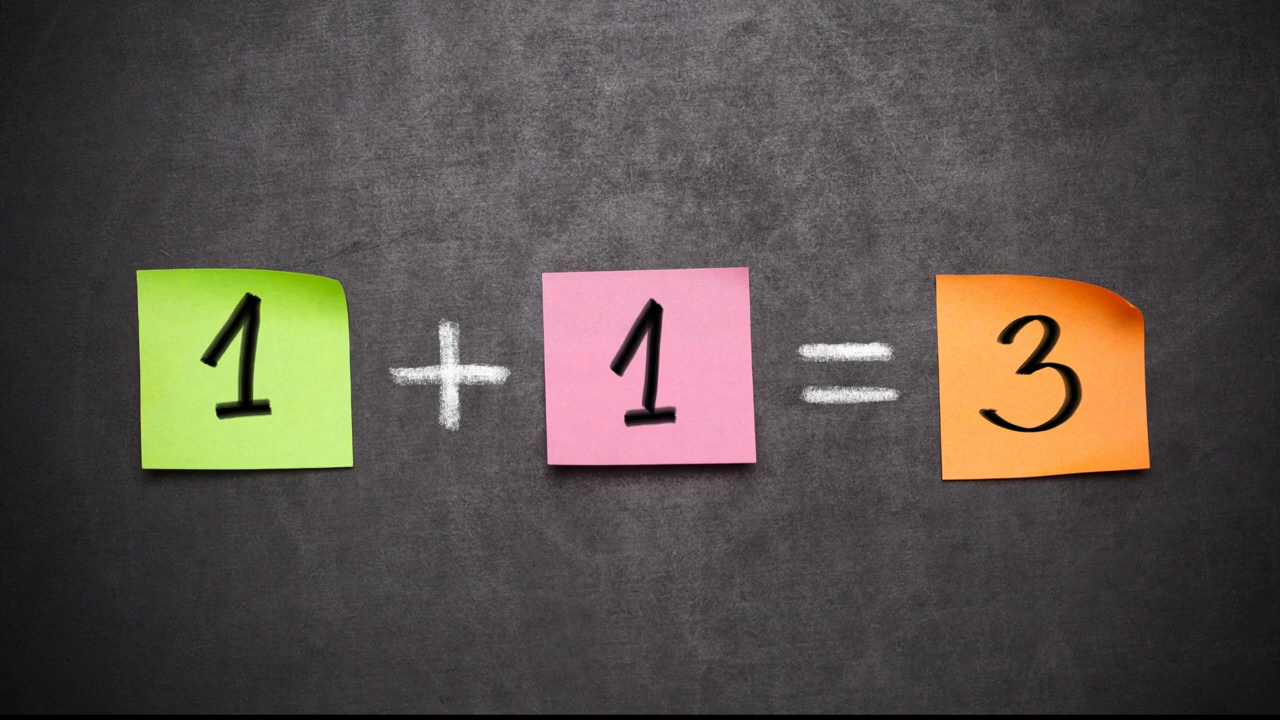 1 + 1 = 3